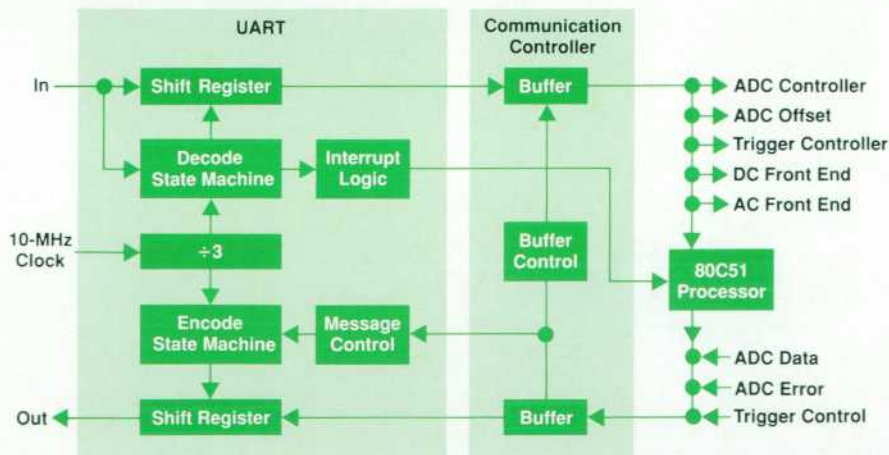 UART
Communication
Controller
In
Shift Register
Buffer
ADC Controller
ADC Offset
Trigger Controller
DC Front End
AC Front End
Decode
State Machine
Interrupt
Logic
10-MHz
Clock
÷3
Buffer
Control
80C51
Processor
Encode
State Machine
Message
Control
ADC Data
ADC Error
Trigger Control
Out
Shift Register
Buffer